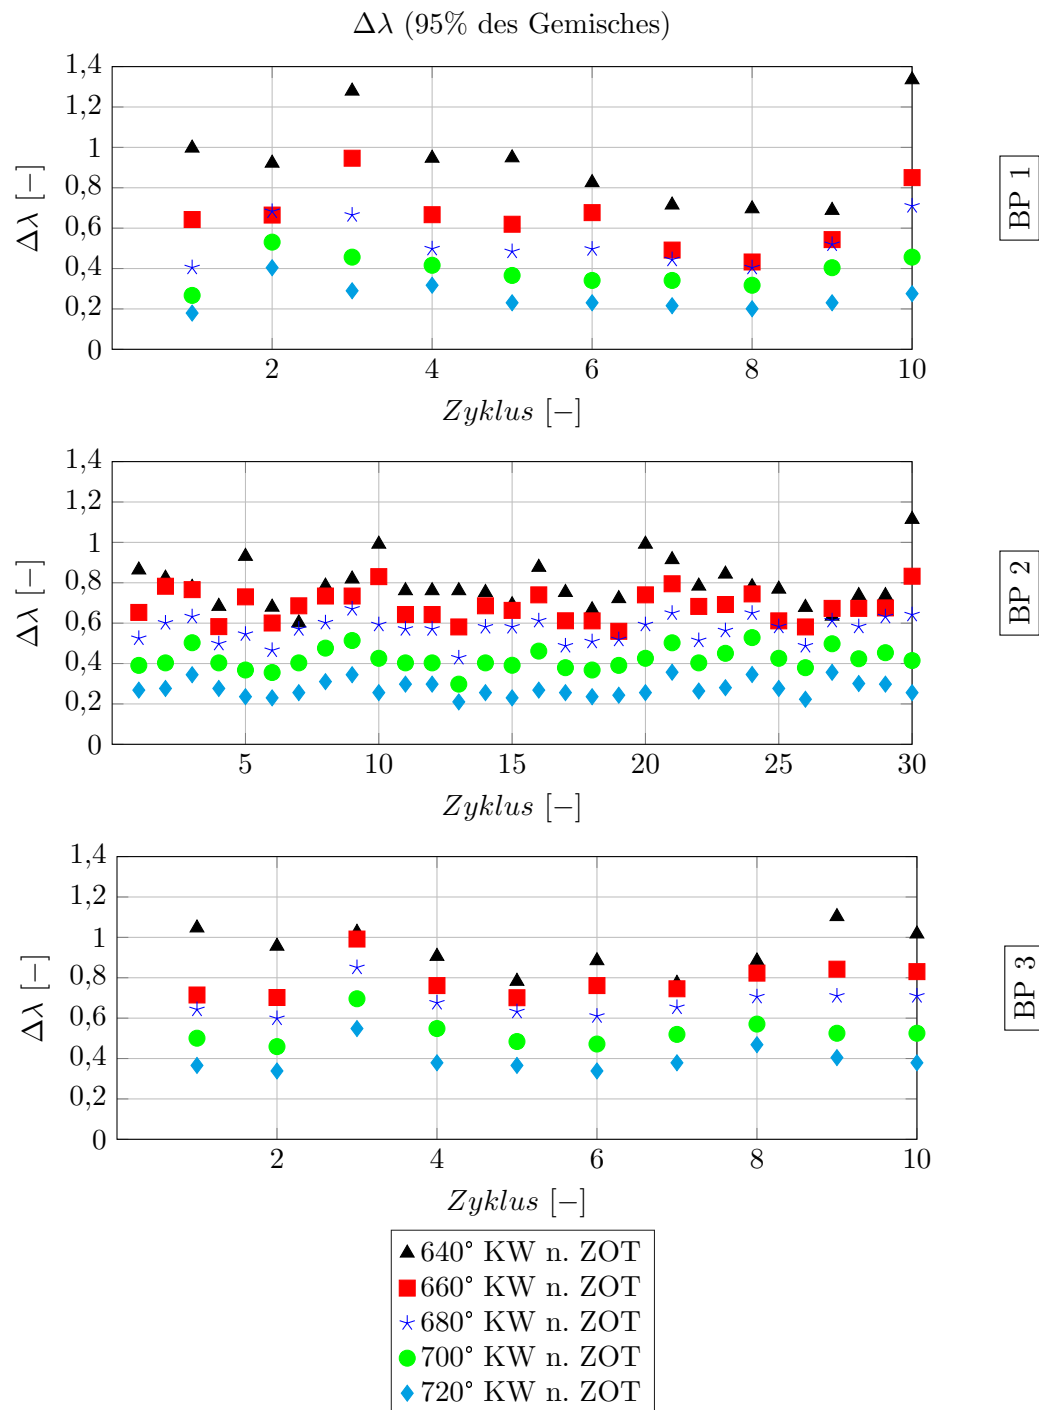 Δλ (95% des Gemisches)
1,4
1,2
1
0,8
0,6
0,4
0,2
0
Δλ [−]
2 4 6 8 10
Zyklus [−]
BP 1
1,4
1,2
1
0,8
0,6
0,4
0,2
0
Δλ [−]
5 10 15 20 25 30
Zyklus [−]
BP 2
1,4
1,2
1
0,8
0,6
0,4
0,2
0
Δλ [−]
2 4 6 8 10
Zyklus [−]
BP 3
640° KW n. ZOT
660° KW n. ZOT
680° KW n. ZOT
700° KW n. ZOT
720° KW n. ZOT